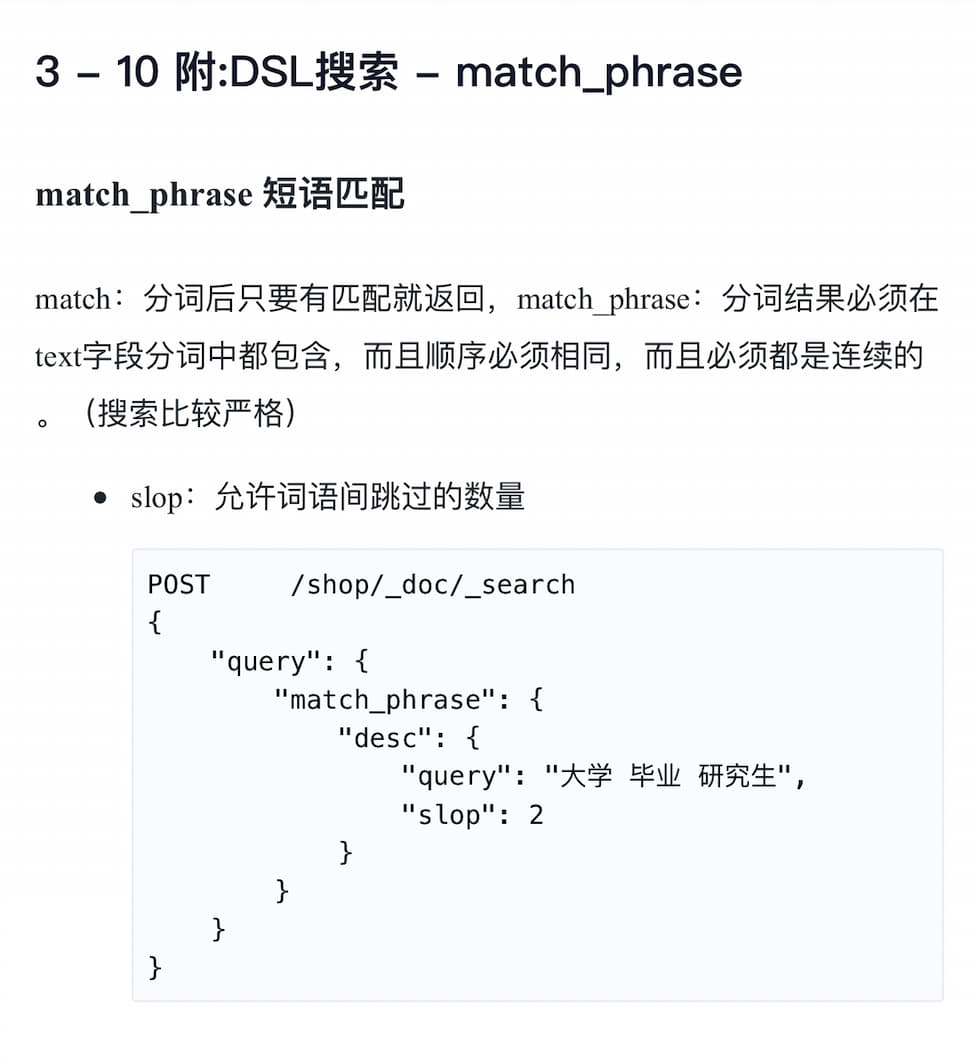 3 – 10 附:DSL搜索 – match_phrase
match_phrase 短语匹配
match：分词后只要有匹配就返回，match_phrase：分词结果必须在
text字段分词中都包含，而且顺序必须相同，而且必须都是连续的
。（搜索比较严格）
• slop：允许词语间跳过的数量
POST     /shop/_doc/_search
{
    "query": {
        "match_phrase": {
            "desc": {
                "query": "大学 毕业 研究生",
                "slop": 2
            }
        }
    }
}